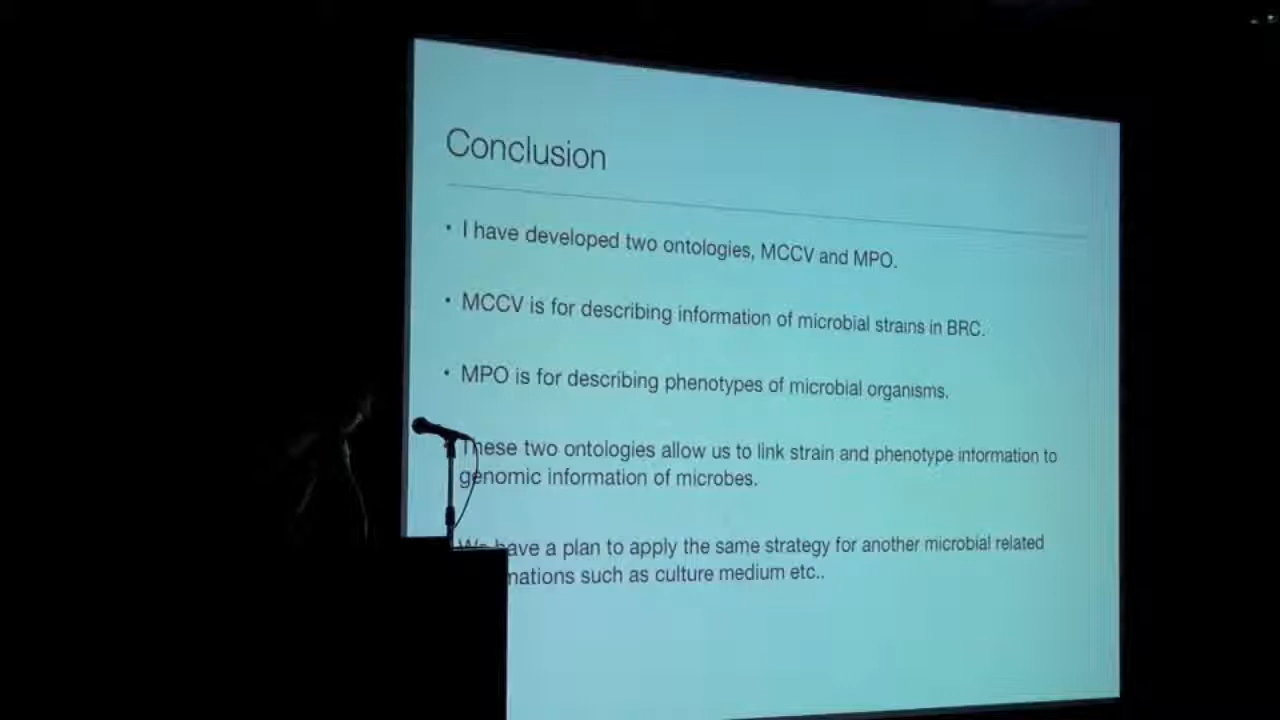 Conclusion
• I have developed two ontologies, MCCV and MPO.
• MCCV is for describing information of microbial strains in BRC.
• MPO is for describing phenotypes of microbial organisms.
These two ontologies allow us to link strain and phenotype information to
genomic information of microbes.
We have a plan to apply the same strategy for another microbial related
mations such as culture medium etc..